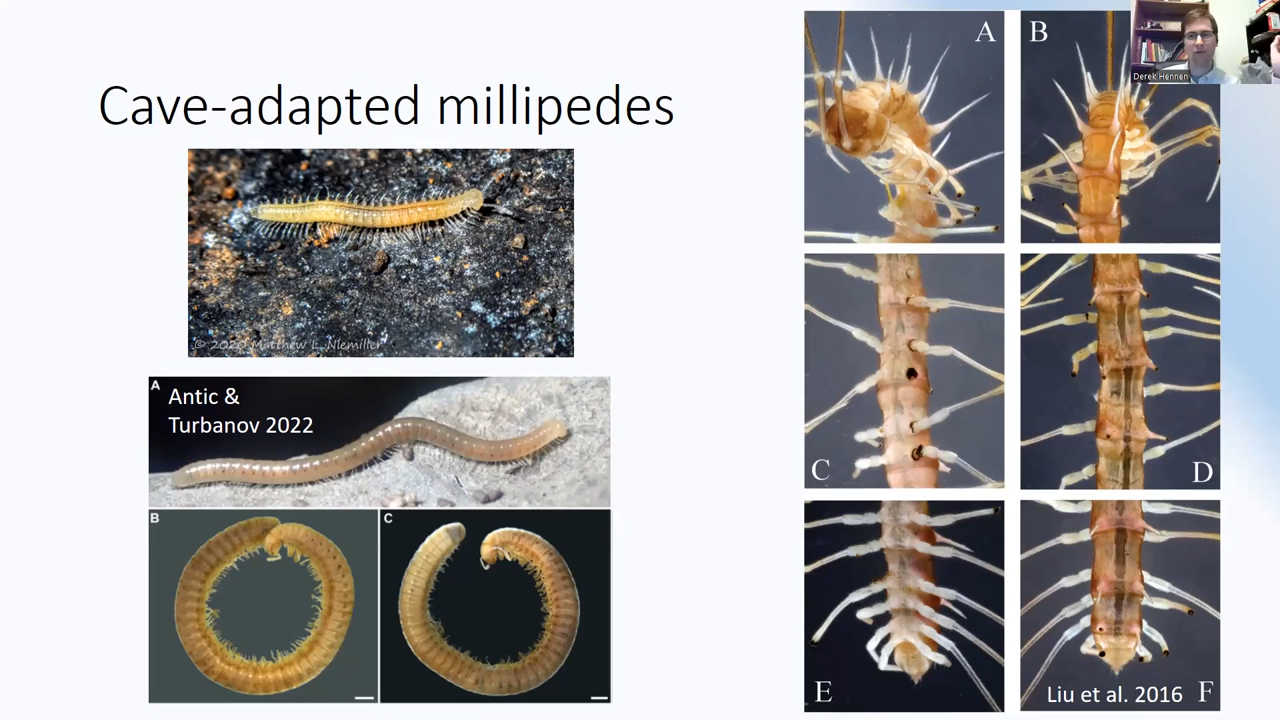 Cave-adapted millipedes
© 2020 Matthew L. Niemiller
A
Antic &
Turbanov 2022
B
C
A
B
Derek Hennen
C
D
E
Liu et al. 2016
F